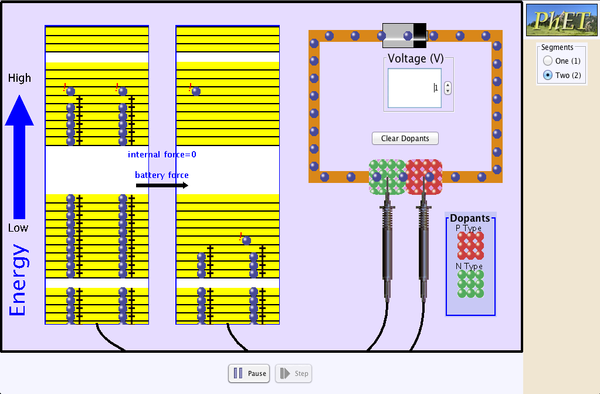 PhET
Segments
One (1)
Two (2)
High
Low
Energy
internal force=0
battery force
Voltage (V)
1
Clear Dopants
Dopants
P Type
N Type
Pause
Step